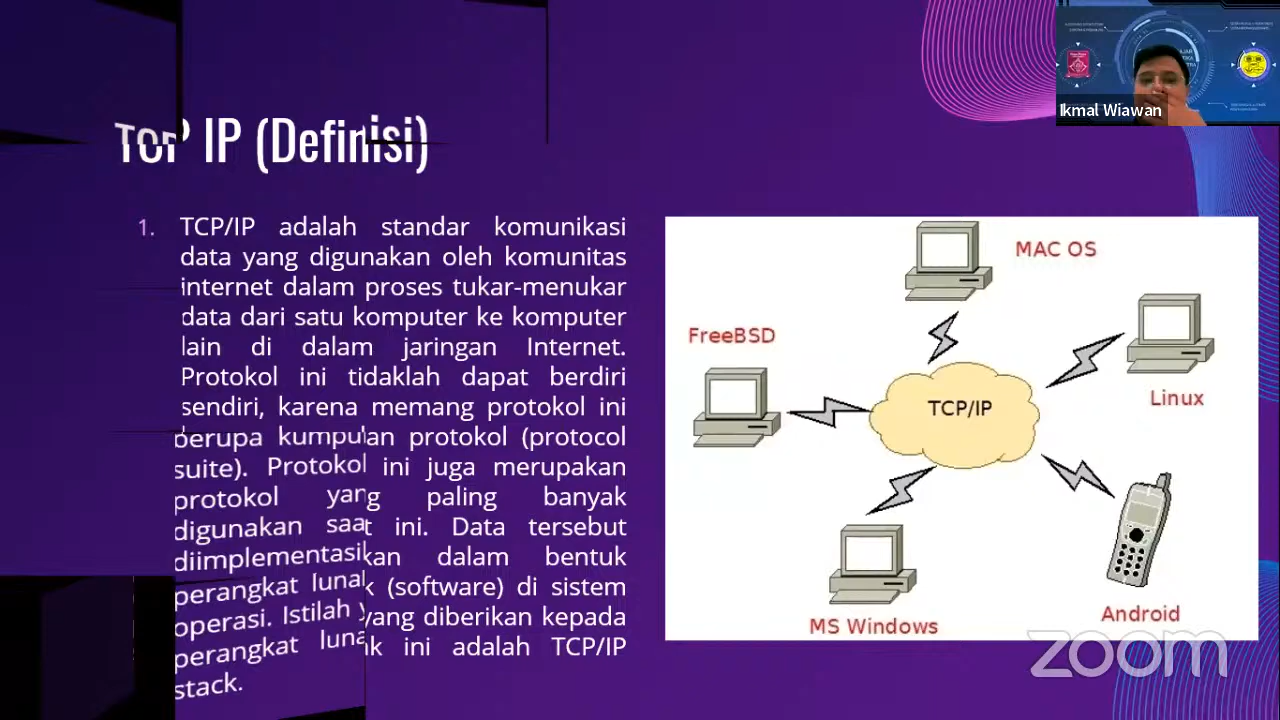 TCP IP (Definisi)
1. TCP/IP adalah standar komunikasi
data yang digunakan oleh komunitas
internet dalam proses tukar-menukar
data dari satu komputer ke komputer
lain di dalam jaringan Internet.
Protokol ini tidaklah dapat berdiri
sendiri, karena memang protokol ini
berupa kumpulan protokol (protocol
suite). Protokol ini juga merupakan
protokol yang paling banyak
digunakan saat ini. Data tersebut
diimplementasikan dalam bentuk
perangkat lunak (software) di sistem
operasi. Istilah yang diberikan kepada
perangkat lunak ini adalah TCP/IP
stack.
MAC OS
FreeBSD
Linux
TCP/IP
MS Windows
Android
Ikmal Wiawan
zoom